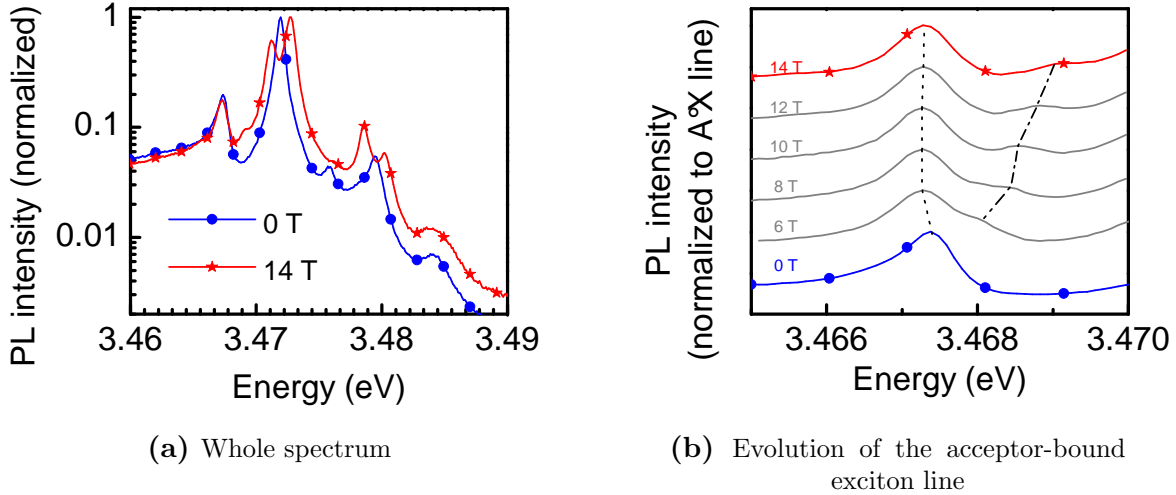 PL intensity (normalized)
1
0.1
0.01
0 T
14 T
3.46
3.47
3.48
3.49
Energy (eV)
(a) Whole spectrum
PL intensity
(normalized to A°X line)
14 T
12 T
10 T
8 T
6 T
0 T
3.466
3.468
3.470
Energy (eV)
(b) Evolution of the acceptor-bound
exciton line